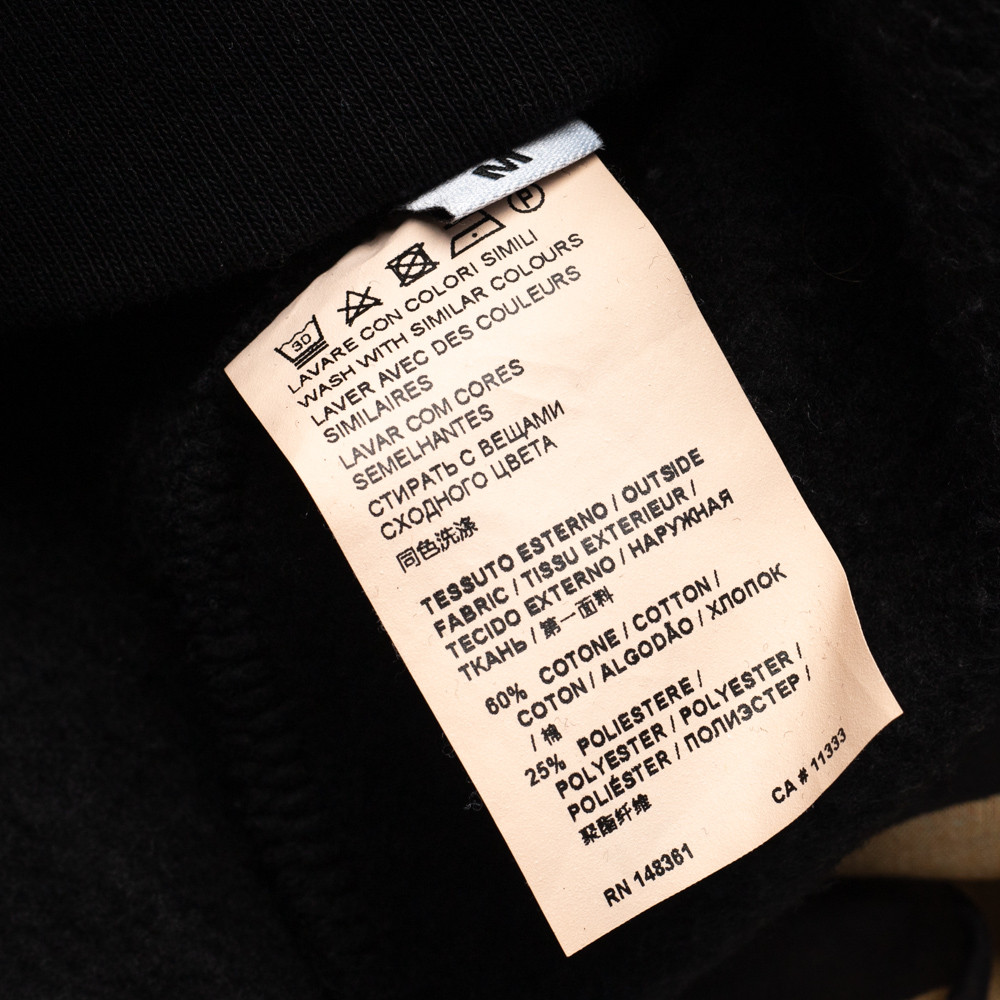 M
P
30
LAVARE CON COLORI SIMILI
WASH WITH SIMILAR COLOURS
LAVER AVEC DES COULEURS
SIMILAIRES
LAVAR COM CORES
SEMELHANTES
СТИРАТЬ С ВЕЩАМИ
СХОДНОГО ЦВЕТА
同色洗涤
TESSUTO ESTERNO / OUTSIDE
FABRIC / TISSU EXTERIEUR /
TECIDO EXTERNO / НАРУЖНАЯ
ТКАНЬ / 第一面料
60% COTONE / COTTON /
COTON / ALGODÃO / ХЛОПОК
/ 棉
25% POLIESTERE /
POLYESTER / POLYESTER /
POLIÉSTER / ПОЛИЭСТЕР /
聚酯纤维
RN 148361
CA # 11333